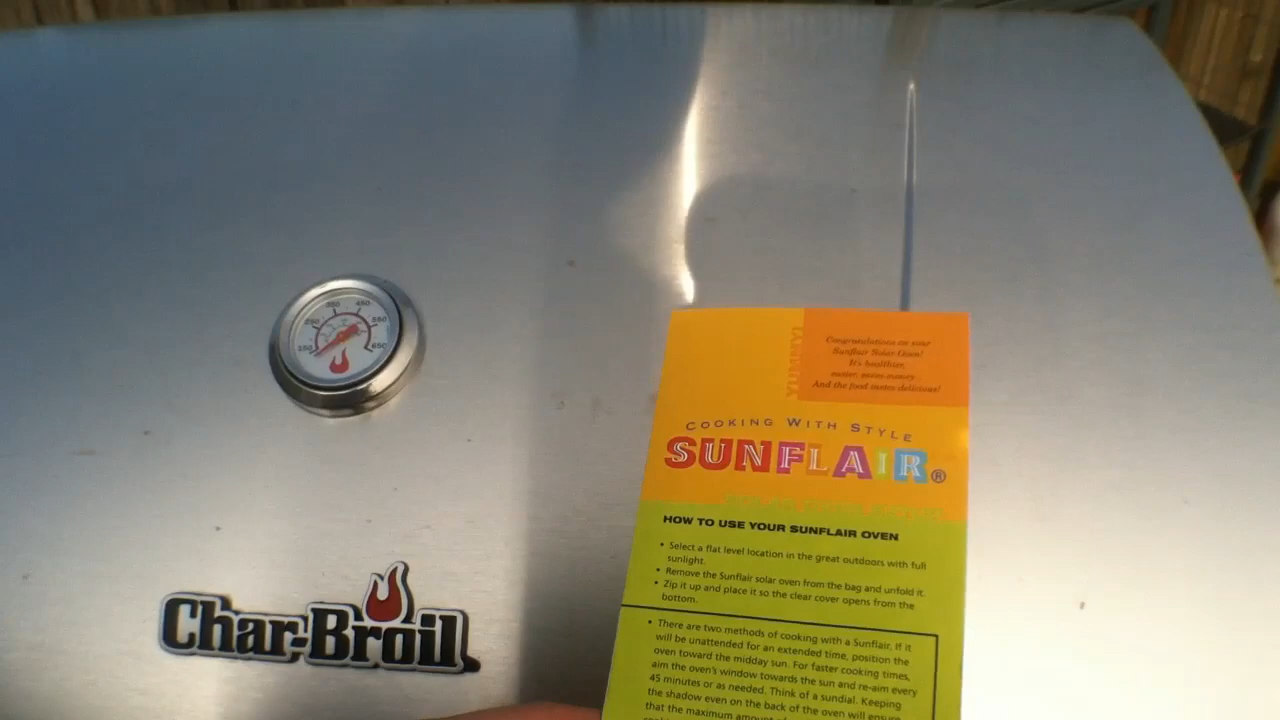 150
250
350
450
550
650
Char-Broil
YUMMY!
Congratulations on your
Sunflair Solar Oven!
It's healthier,
easier, saves money
And the food tastes delicious!
COOKING WITH STYLE
SUNFLAIR®
HOW TO USE YOUR SUNFLAIR OVEN
• Select a flat level location in the great outdoors with full
sunlight.
• Remove the Sunflair solar oven from the bag and unfold it.
• Zip it up and place it so the clear cover opens from the
bottom.
• There are two methods of cooking with a Sunflair. If it
will be unattended for an extended time, position the
oven toward the midday sun. For faster cooking times,
aim the oven's window towards the sun and re-aim every
45 minutes or as needed. Think of a sundial. Keeping
the shadow even on the back of the oven will ensure
that the maximum amount